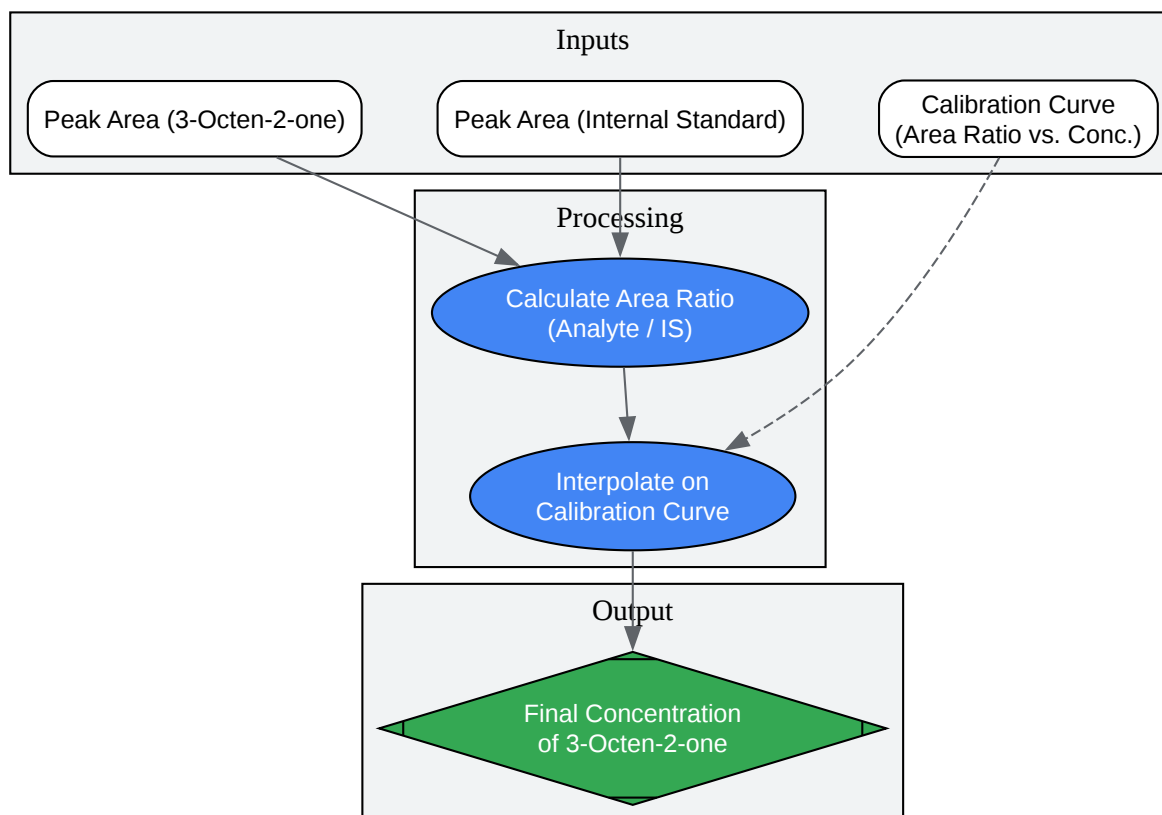 Inputs
Peak Area (3-Octen-2-one)
Peak Area (Internal Standard)
Calibration Curve
(Area Ratio vs. Conc.)
Processing
Calculate Area Ratio
(Analyte / IS)
Interpolate on
Calibration Curve
Output
Final Concentration
of 3-Octen-2-one